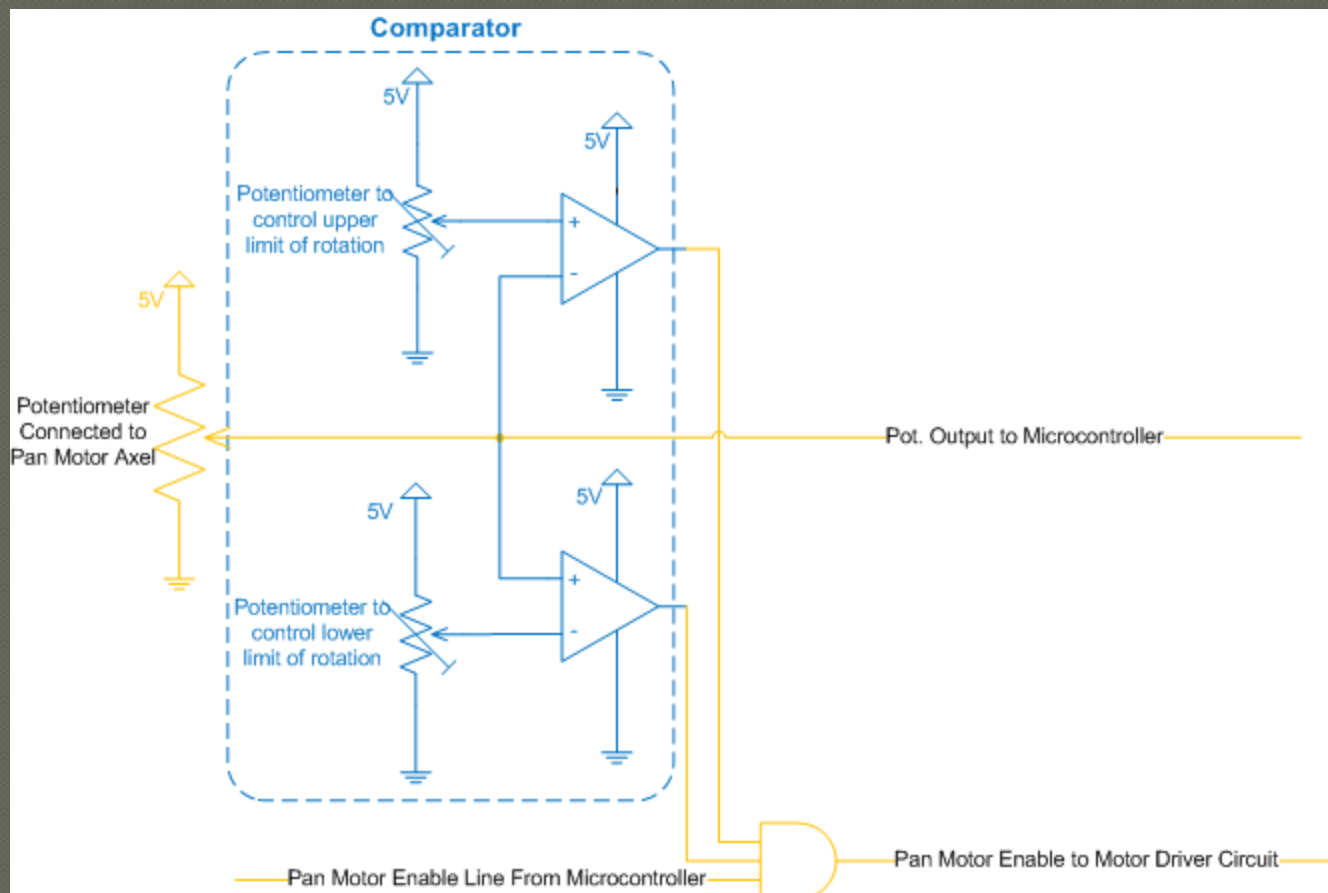 Comparator
5V
5V
Potentiometer to
control upper
limit of rotation
+
-
5V
Potentiometer
Connected to
Pan Motor Axel
Pot. Output to Microcontroller
5V
5V
Potentiometer to
control lower
limit of rotation
+
-
Pan Motor Enable to Motor Driver Circuit
Pan Motor Enable Line From Microcontroller